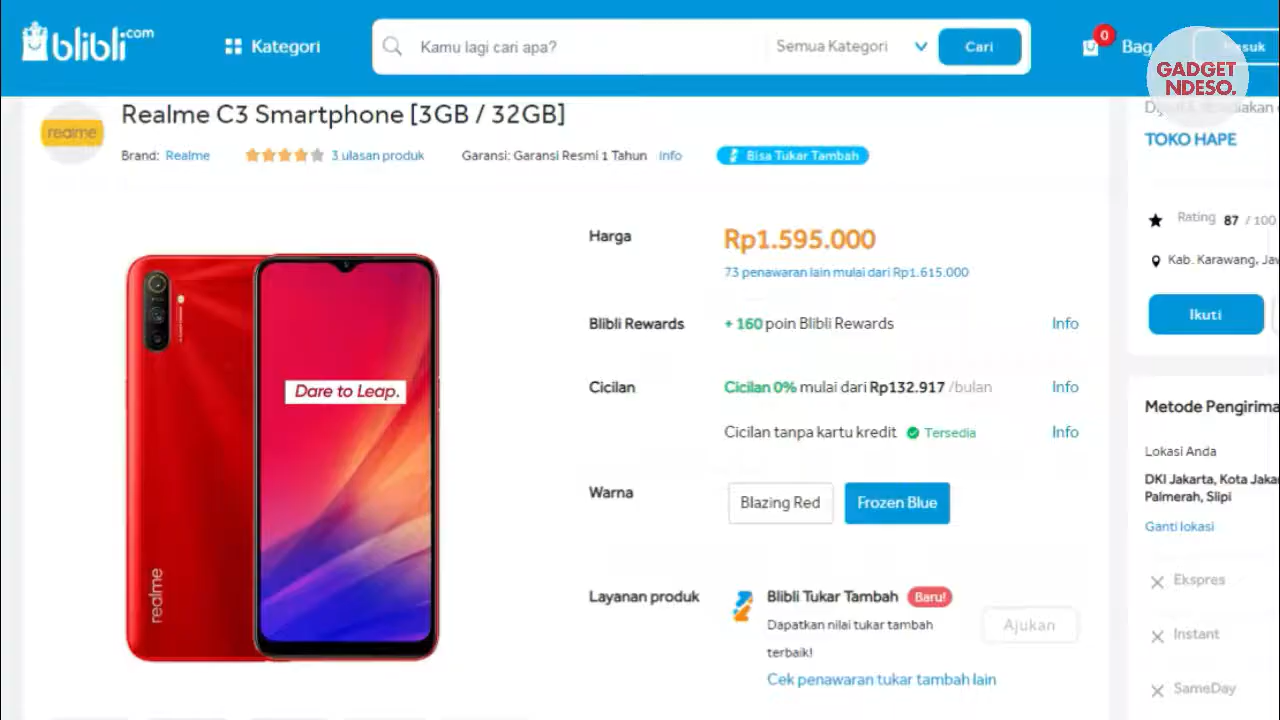 blibli.com
Kategori
Kamu lagi cari apa?
Semua Kategori
Cari
0
Bag
GADGET
NDESO.
realme
Realme C3 Smartphone [3GB / 32GB]
Brand: Realme
3 ulasan produk
Garansi: Garansi Resmi 1 Tahun
Info
Bisa Tukar Tambah
TOKO HAPE
Rating 87 / 100
Kab. Karawang, Jaw
Ikuti
Harga
Rp1.595.000
73 penawaran lain mulai dari Rp1.615.000
Blibli Rewards
+ 160 poin Blibli Rewards
Info
Cicilan
Cicilan 0% mulai dari Rp132.917 /bulan
Info
Cicilan tanpa kartu kredit
Tersedia
Info
Warna
Blazing Red
Frozen Blue
Layanan produk
Blibli Tukar Tambah
Baru!
Dapatkan nilai tukar tambah
terbaik!
Ajukan
Cek penawaran tukar tambah lain
Dare to Leap.
realme
Metode Pengirima
Lokasi Anda
DKI Jakarta, Kota Jakar
Palmerah, Slipi
Ganti lokasi
Ekspres
Instant
SameDay